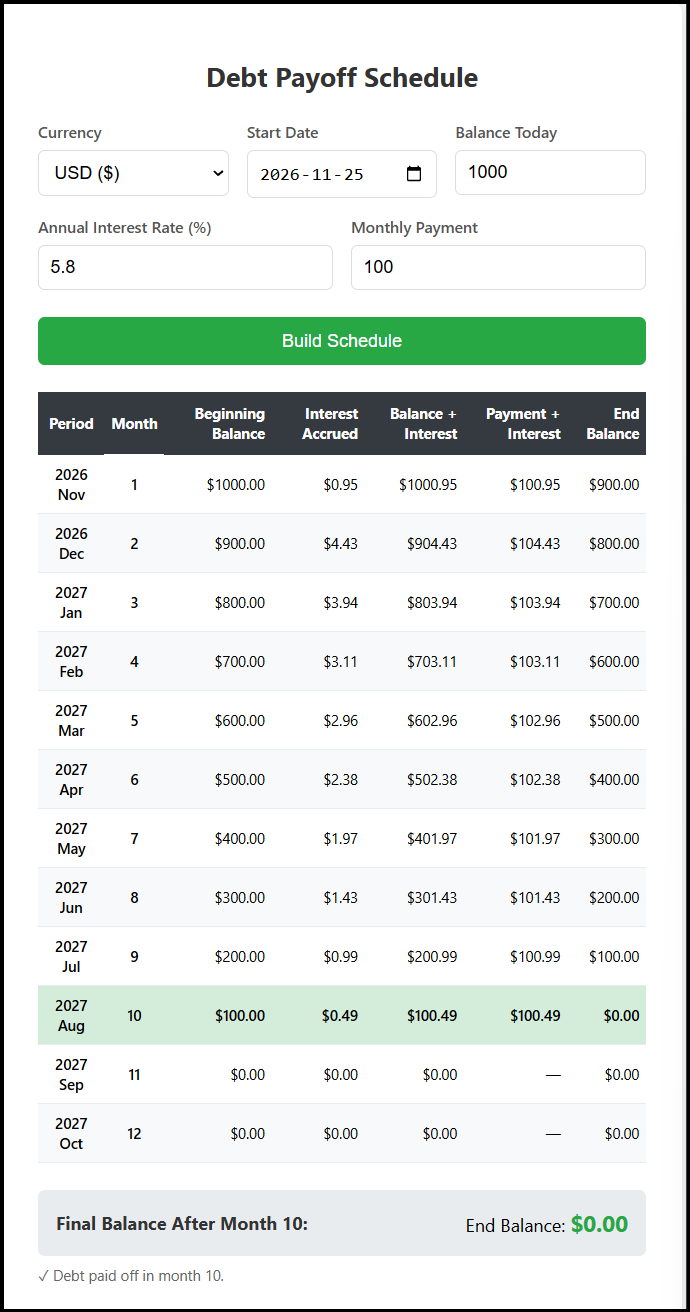 Debt Payoff Schedule
Currency
Start Date
Balance Today
USD ($)
2026-11-25
1000
Annual Interest Rate (%)
Monthly Payment
5.8
100
Build Schedule
Period Month Beginning Balance Interest Accrued Balance + Interest Payment + Interest End Balance
2026 Nov 1 $1000.00 $0.95 $1000.95 $100.95 $900.00
2026 Dec 2 $900.00 $4.43 $904.43 $104.43 $800.00
2027 Jan 3 $800.00 $3.94 $803.94 $103.94 $700.00
2027 Feb 4 $700.00 $3.11 $703.11 $103.11 $600.00
2027 Mar 5 $600.00 $2.96 $602.96 $102.96 $500.00
2027 Apr 6 $500.00 $2.38 $502.38 $102.38 $400.00
2027 May 7 $400.00 $1.97 $401.97 $101.97 $300.00
2027 Jun 8 $300.00 $1.43 $301.43 $101.43 $200.00
2027 Jul 9 $200.00 $0.99 $200.99 $100.99 $100.00
2027 Aug 10 $100.00 $0.49 $100.49 $100.49 $0.00
2027 Sep 11 $0.00 $0.00 $0.00 — $0.00
2027 Oct 12 $0.00 $0.00 $0.00 — $0.00
Final Balance After Month 10: End Balance: $0.00
✓ Debt paid off in month 10.